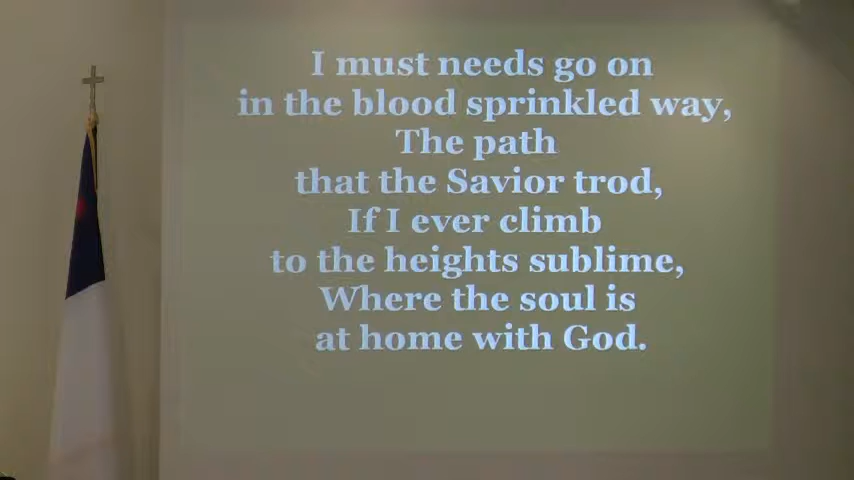 I must needs go on
in the blood sprinkled way,
The path
that the Savior trod,
If I ever climb
to the heights sublime,
Where the soul is
at home with God.